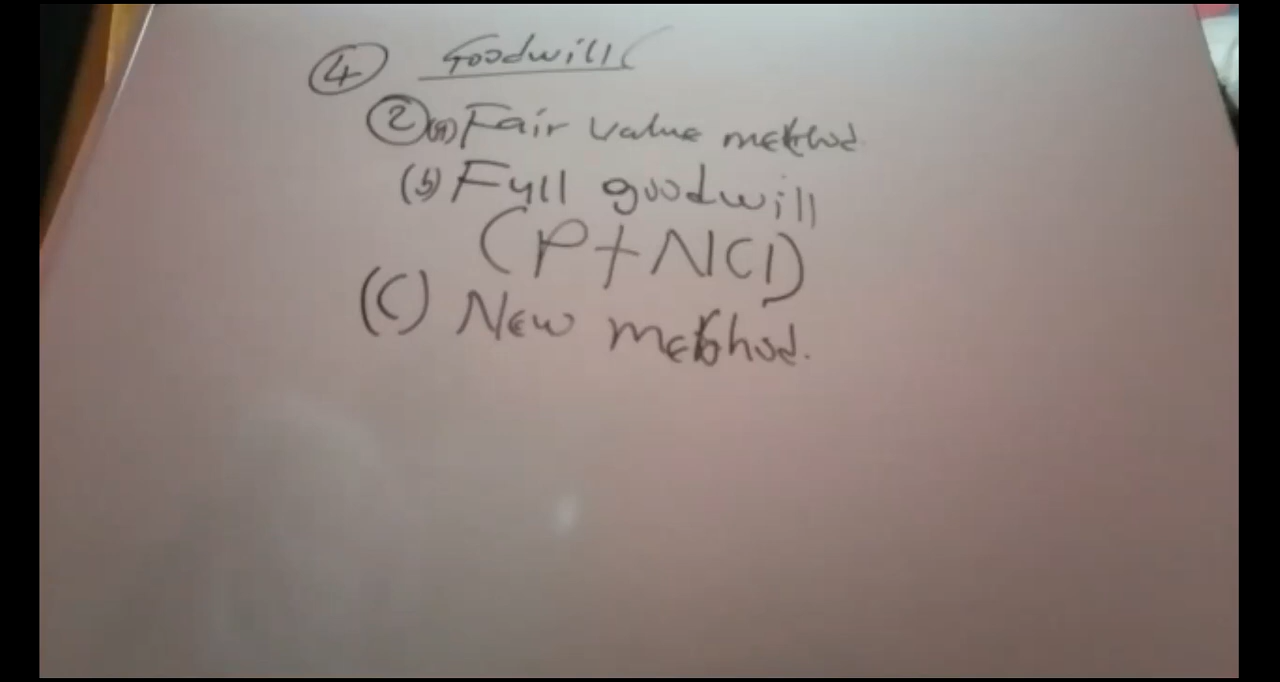 ④ Goodwill
② (a) Fair value method
(b) Full goodwill
(P+NCI)
(C) New method.